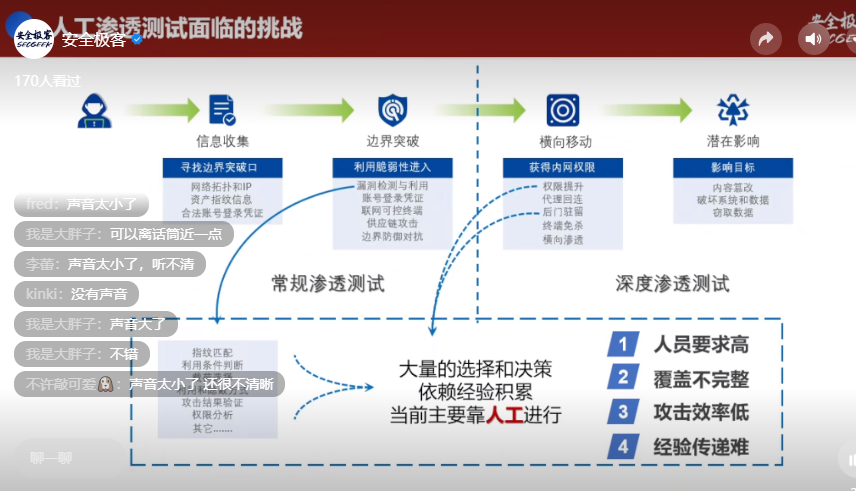 人工渗透测试面临的挑战
安全极客
SECGEEK
安全极客
170人看过
信息收集
边界突破
横向移动
潜在影响
寻找边界突破口
利用脆弱性进入
获得内网权限
影响目标
网络拓扑和IP
资产指纹信息
合法账号登录凭证
漏洞检测与利用
账号登录凭证
联网可控终端
供应链攻击
边界防御对抗
权限提升
代理回连
后门驻留
终端免杀
横向渗透
内容篡改
破坏系统和数据
窃取数据
fred：声音太小了
我是大胖子：可以离话筒近一点
李蕾：声音太小了，听不清
kinki：没有声音
我是大胖子：声音大了
我是大胖子：不错
不许敲可爱：声音太小了 还很不清晰
常规渗透测试
深度渗透测试
指纹匹配
利用条件判断
攻击结果验证
权限分析
其它.......
大量的选择和决策
依赖经验积累
当前主要靠人工进行
1 人员要求高
2 覆盖不完整
3 攻击效率低
4 经验传递难
聊一聊